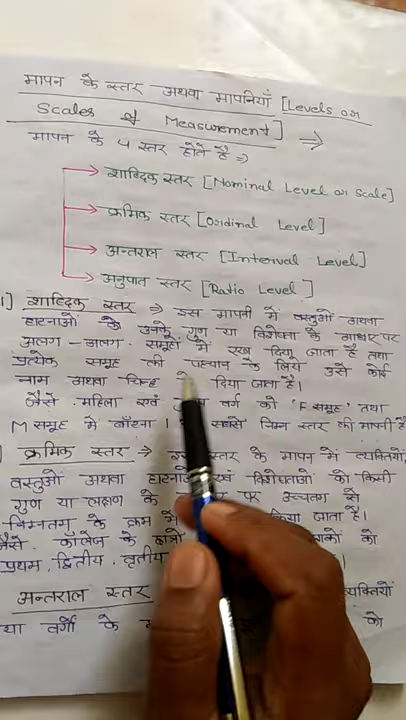 मापन के स्तर अथवा मापनियाँ [Levels or
Scales of Measurement] ⇒
मापन के 4 स्तर होते है ⇒
शाब्दिक स्तर [Nominal Level or Scale]
क्रमिक स्तर [Oridinal Level]
अन्तराल स्तर [Interval Level]
अनुपात स्तर [Ratio Level]
1] शाब्दिक स्तर ⇒ इस मापनी में वस्तुओं अथवा
घटनाओं के उनके गुण या विशेषता के आधार पर
अलग-अलग समूहों में रख दिया जाता है तथा
प्रत्येक समूह की पहचान के लिये उसे कोई
नाम अथवा चिन्ह दे दिया जाता है।
जैसे महिला एवं वर्ग को 'F समूह' तथा
M समूह में बाँटना। सबसे निम्न स्तर की मापनी है
] क्रमिक स्तर → स्तर के मापन में व्यक्तियों,
वस्तुओं अथवा घटनाओं एवं विशेषताओं को किसी
गुण या लक्षण के पर उच्चतम से
निम्नतम के क्रम में किया जाता है।
जैसे कॉलेज के छात्रों को
प्रथम, द्वितीय, तृतीय
अन्तराल स्तर व्यक्तियों
या वर्गों के को